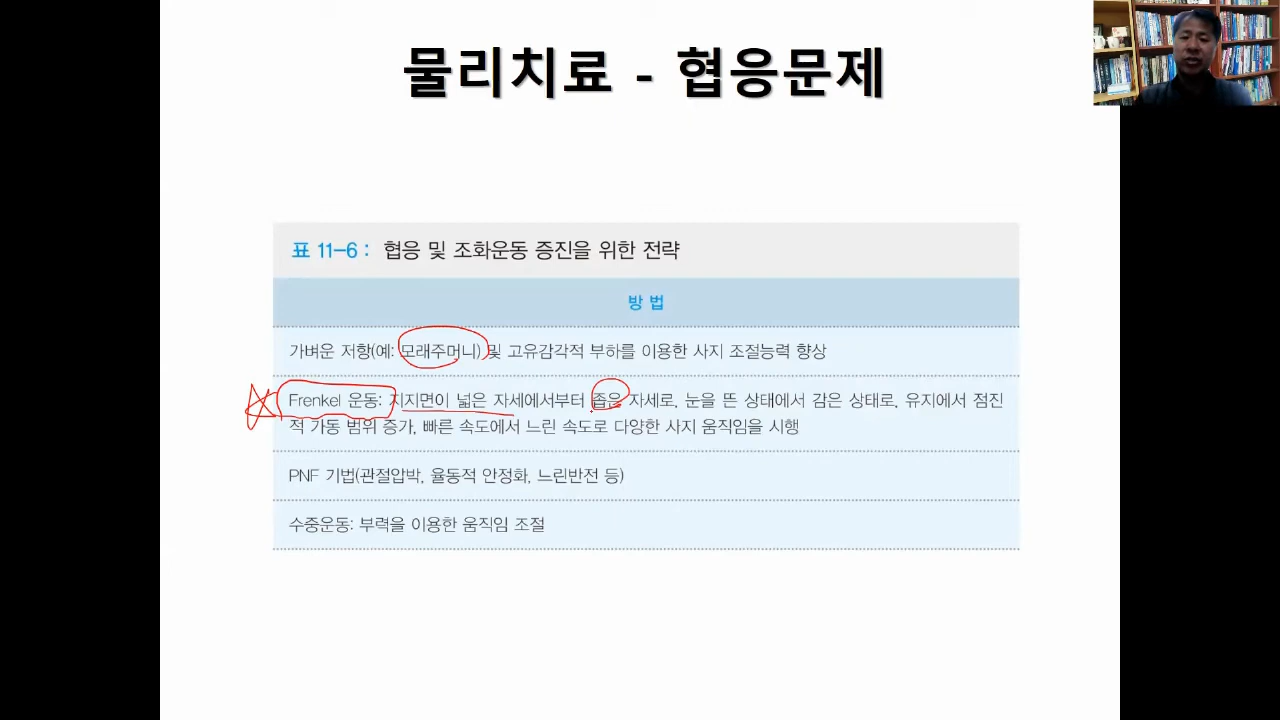 물리치료 - 협응문제
표 11-6 : 협응 및 조화운동 증진을 위한 전략
방 법
가벼운 저항(예: 모래주머니) 및 고유감각적 부하를 이용한 사지 조절능력 향상
Frenkel 운동: 지지면이 넓은 자세에서부터 좁은 자세로, 눈을 뜬 상태에서 감은 상태로, 유지에서 점진
적 가동 범위 증가, 빠른 속도에서 느린 속도로 다양한 사지 움직임을 시행
PNF 기법(관절압박, 율동적 안정화, 느린반전 등)
수중운동: 부력을 이용한 움직임 조절